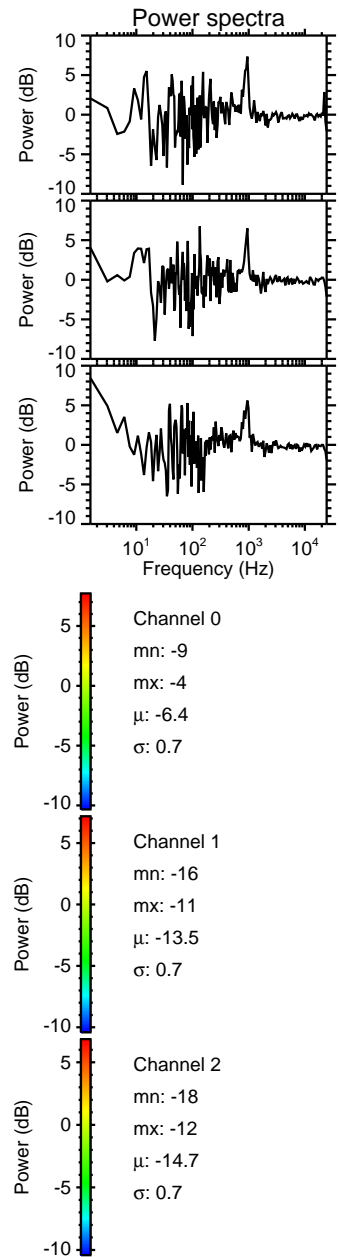 Power spectra
10
5
0
-5
-10
Power (dB)
10
5
0
-5
-10
Power (dB)
10
5
0
-5
-10
Power (dB)
10¹ 10² 10³ 10⁴
Frequency (Hz)
5
0
-5
-10
Power (dB)
Channel 0
mn: -9
mx: -4
μ: -6.4
σ: 0.7
5
0
-5
-10
Power (dB)
Channel 1
mn: -16
mx: -11
μ: -13.5
σ: 0.7
5
0
-5
-10
Power (dB)
Channel 2
mn: -18
mx: -12
μ: -14.7
σ: 0.7